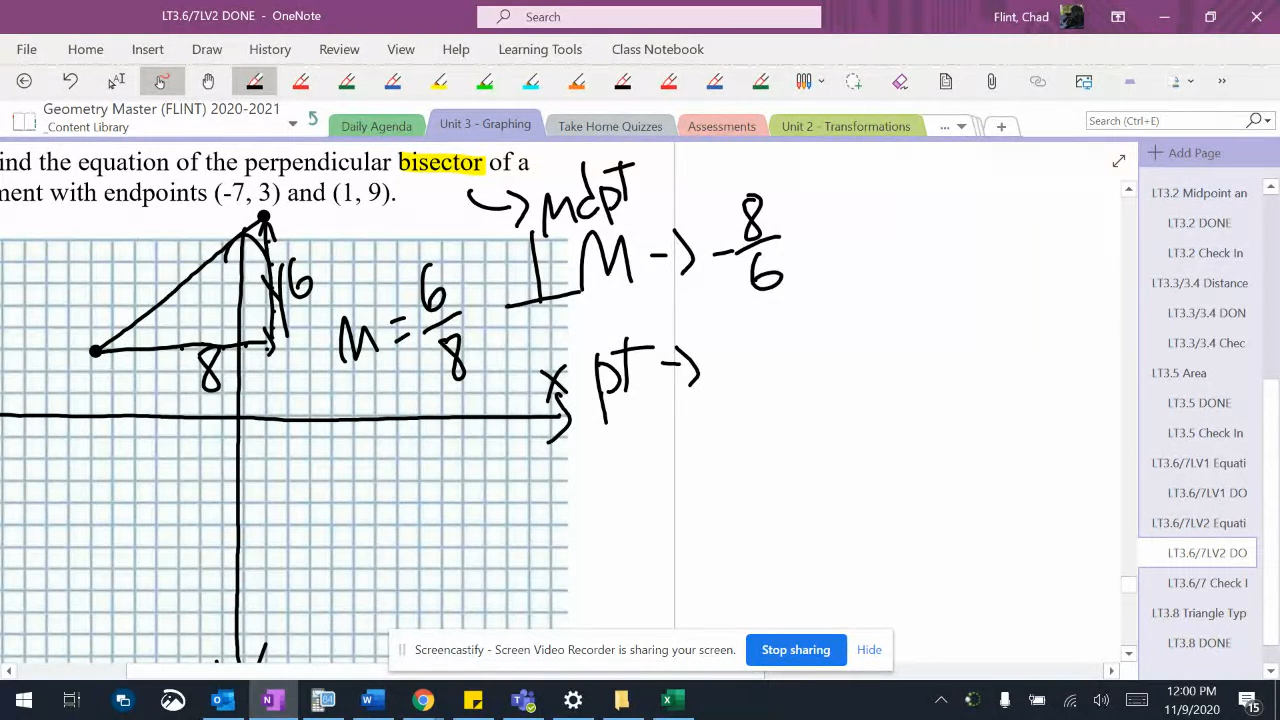 LT3.6/7LV2 DONE - OneNote
Search
Flint, Chad
File Home Insert Draw History Review View Help Learning Tools Class Notebook
Geometry Master (FLINT) 2020-2021
_Content Library
Daily Agenda
Unit 3 - Graphing
Take Home Quizzes
Assessments
Unit 2 - Transformations
...
Search (Ctrl+E)
ind the equation of the perpendicular bisector of a
nent with endpoints (-7, 3) and (1, 9).
mdpt
⊥ M -> -8/6
6
8
M = 6/8
x
pt ->
Add Page
LT3.2 Midpoint an
LT3.2 DONE
LT3.2 Check In
LT3.3/3.4 Distance
LT3.3/3.4 DON
LT3.3/3.4 Chec
LT3.5 Area
LT3.5 DONE
LT3.5 Check In
LT3.6/7LV1 Equati
LT3.6/7LV1 DO
LT3.6/7LV2 Equati
LT3.6/7LV2 DO
LT3.6/7 Check I
LT3.8 Triangle Typ
LT3.8 DONE
Screencastify - Screen Video Recorder is sharing your screen.
Stop sharing
Hide
12:00 PM
11/9/2020
15